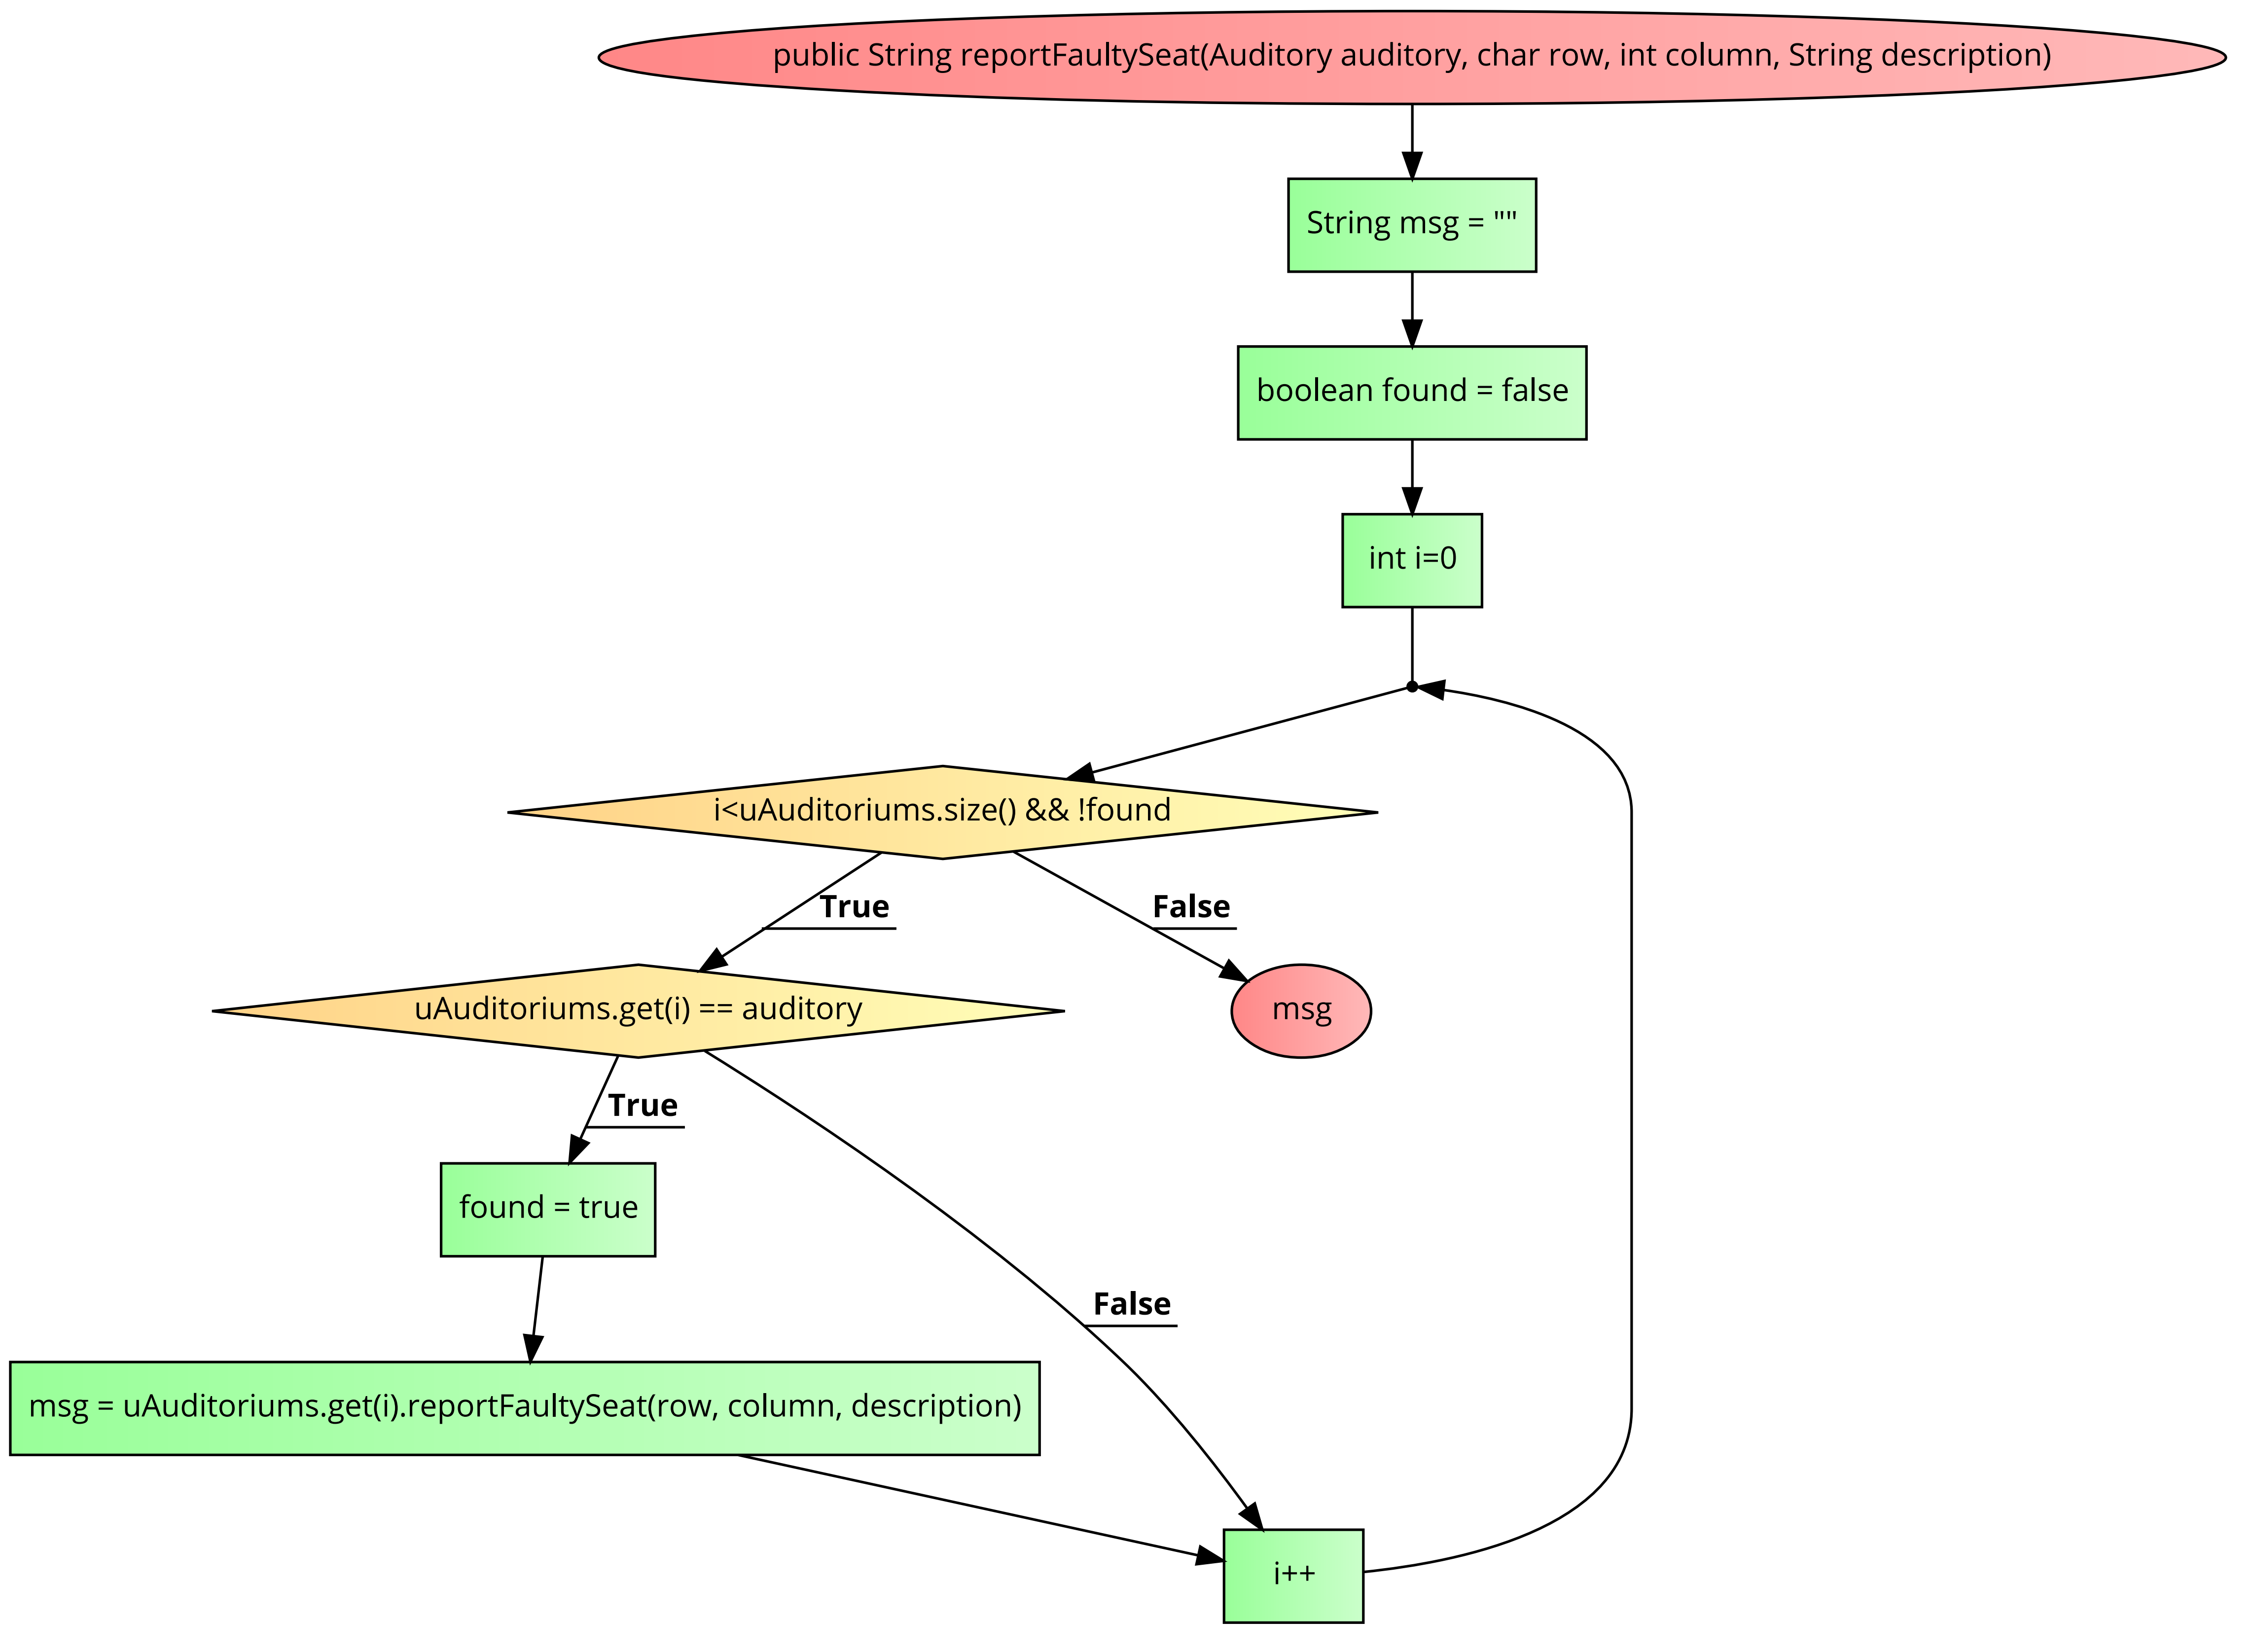 public String reportFaultySeat(Auditory auditory, char row, int column, String description)
String msg = ""
boolean found = false
int i=0
i<uAuditoriums.size() && !found
True
False
uAuditoriums.get(i) == auditory
msg
True
found = true
False
msg = uAuditoriums.get(i).reportFaultySeat(row, column, description)
i++